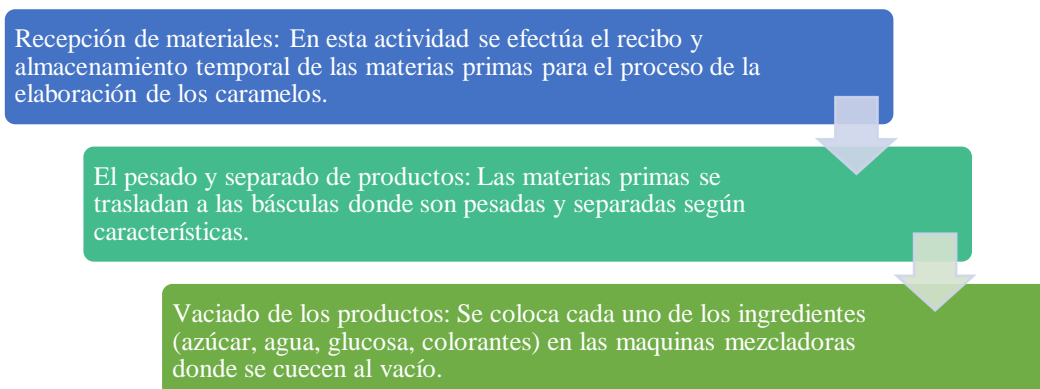 Recepción de materiales: En esta actividad se efectúa el recibo y
almacenamiento temporal de las materias primas para el proceso de la
elaboración de los caramelos.
El pesado y separado de productos: Las materias primas se
trasladan a las básculas donde son pesadas y separadas según
características.
Vaciado de los productos: Se coloca cada uno de los ingredientes
(azúcar, agua, glucosa, colorantes) en las maquinas mezcladoras
donde se cuecen al vacío.